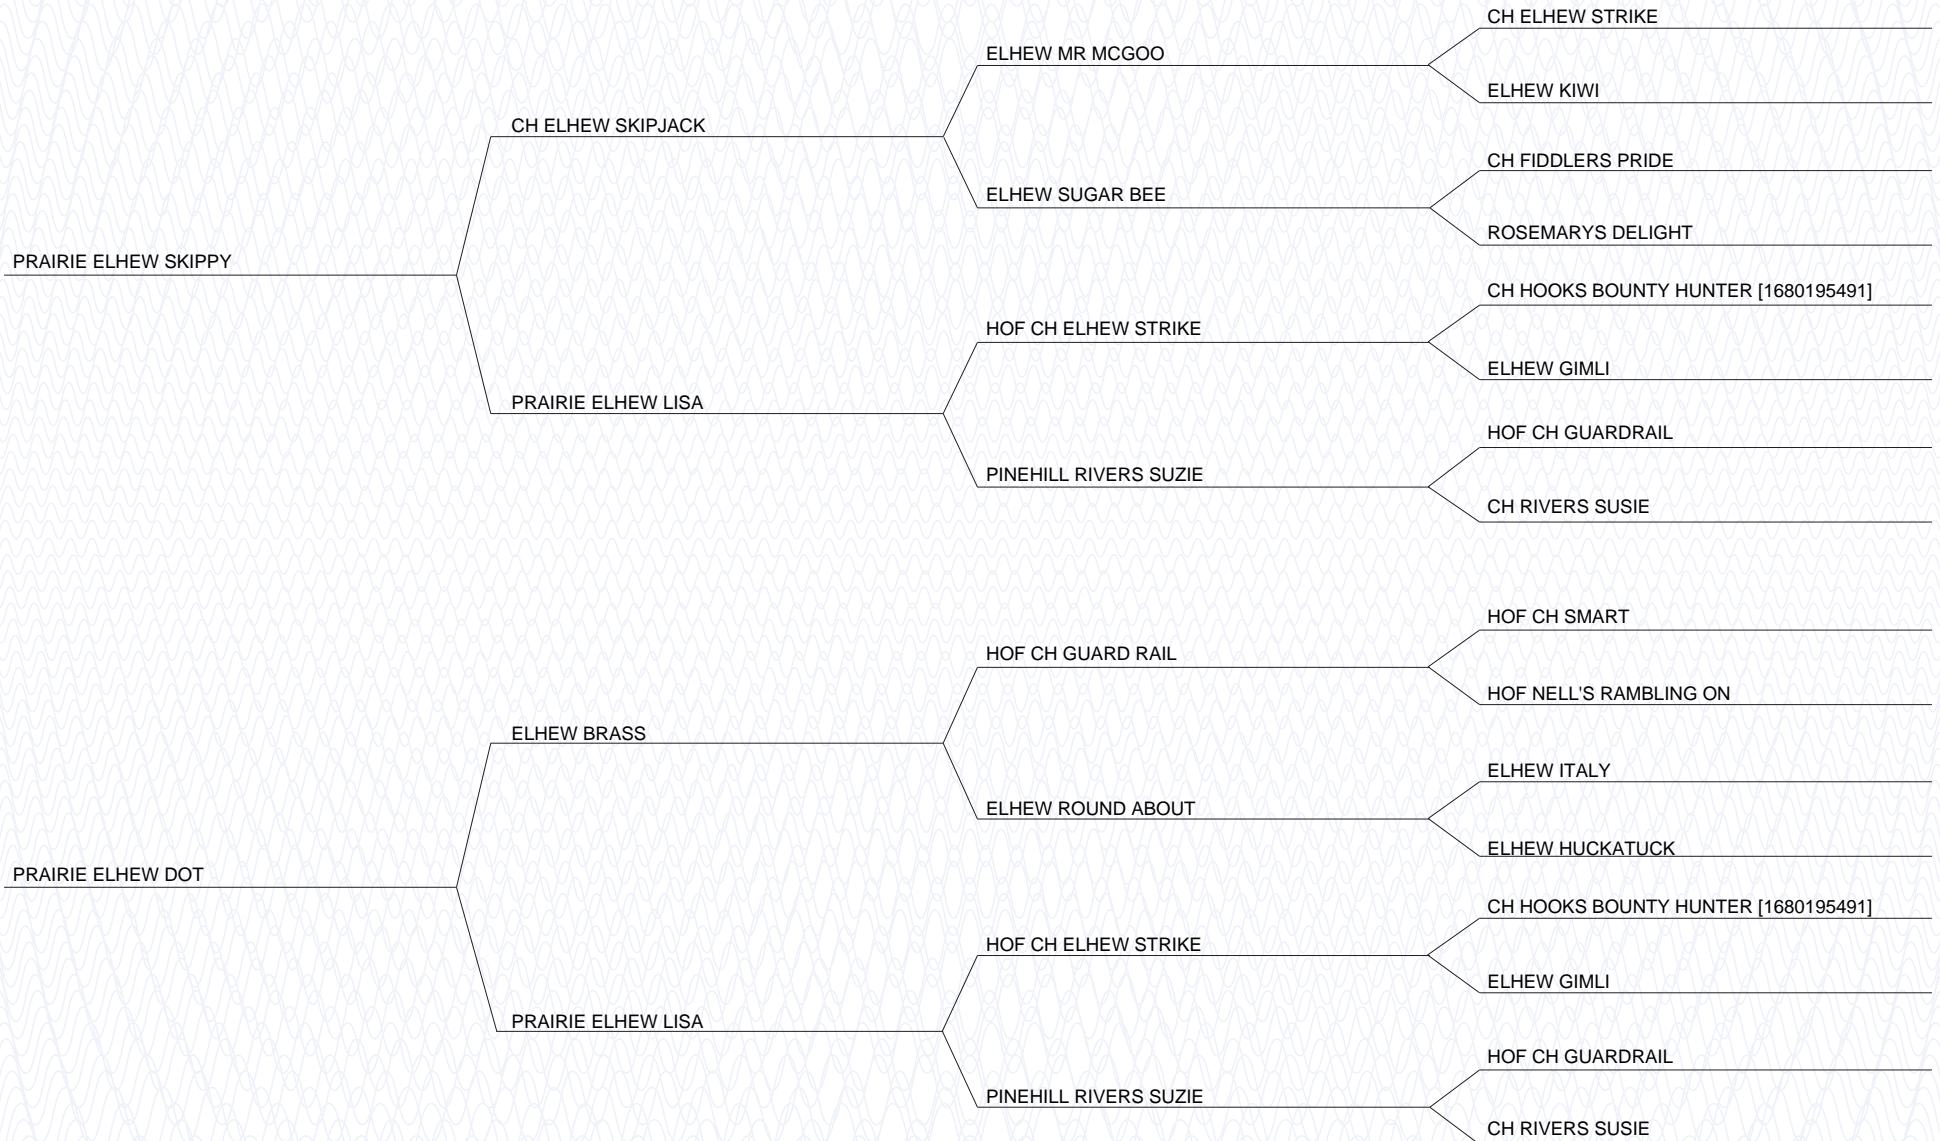 CH ELHEW STRIKE
ELHEW MR MCGOO
ELHEW KIWI
CH ELHEW SKIPJACK
CH FIDDLERS PRIDE
ELHEW SUGAR BEE
ROSEMARYS DELIGHT
PRAIRIE ELHEW SKIPPY
CH HOOKS BOUNTY HUNTER [1680195491]
HOF CH ELHEW STRIKE
ELHEW GIMLI
PRAIRIE ELHEW LISA
HOF CH GUARDRAIL
PINEHILL RIVERS SUZIE
CH RIVERS SUSIE
HOF CH SMART
HOF CH GUARD RAIL
HOF NELL'S RAMBLING ON
ELHEW BRASS
ELHEW ITALY
ELHEW ROUND ABOUT
ELHEW HUCKATUCK
PRAIRIE ELHEW DOT
CH HOOKS BOUNTY HUNTER [1680195491]
HOF CH ELHEW STRIKE
ELHEW GIMLI
PRAIRIE ELHEW LISA
HOF CH GUARDRAIL
PINEHILL RIVERS SUZIE
CH RIVERS SUSIE